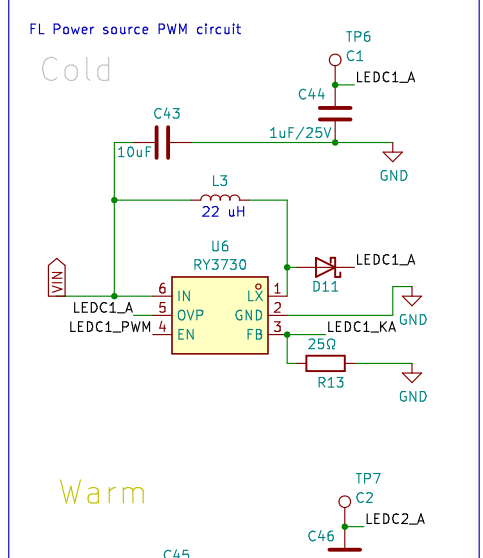 FL Power source PWM circuit
TP6
C1
Cold
LEDC1_A
C44
C43
1uF/25V
10uF
GND
L3
22 uH
U6
RY3730
LEDC1_A
VIN
D11
6 IN LX 1
LEDC1_A
5 OVP GND 2
GND
LEDC1_PWM
4 EN FB 3
LEDC1_KA
25Ω
R13
GND
Warm
TP7
C2
LEDC2_A
C46
C45